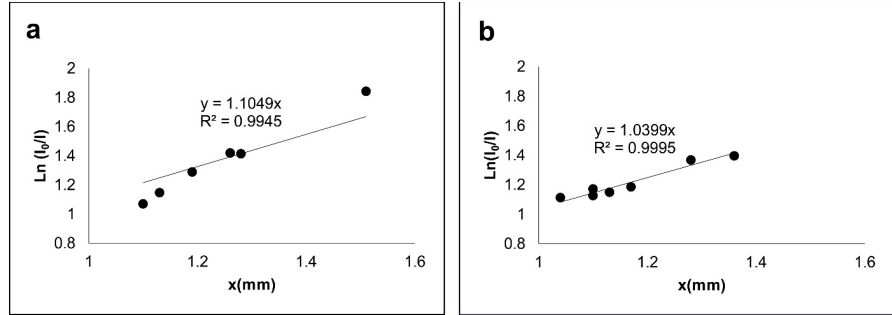 a
2
1.8
1.6
1.4
1.2
1
0.8
Ln (I₀/I)
y = 1.1049x
R² = 0.9945
1
1.2
1.4
1.6
x(mm)
b
2
1.8
1.6
1.4
1.2
1
0.8
Ln(I₀/I)
y = 1.0399x
R² = 0.9995
1
1.2
1.4
1.6
x(mm)